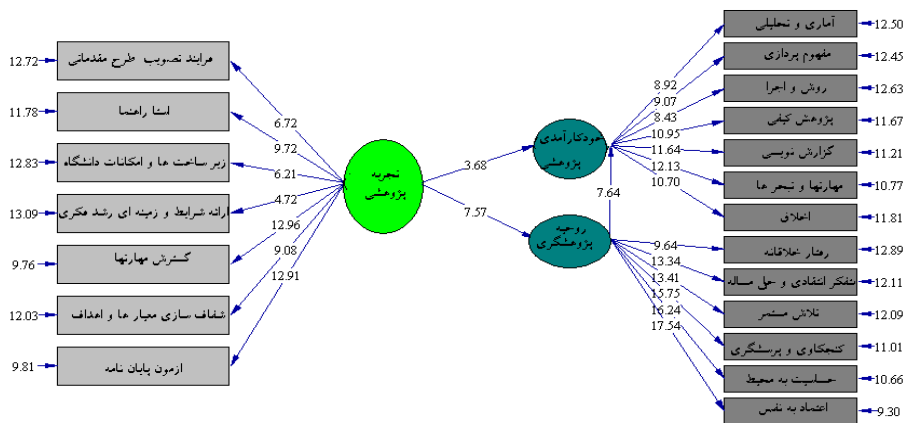 12.72
فرایند تصویب طرح مقدماتی
11.78
استا راهنما
12.83
زیر ساخت ها و امکانات دانشگاه
13.09
ارائه شرایط و زمینه ای رشد فکری
9.76
گسترش مهارتها
12.03
شفاف سازی معیار ها و اهداف
9.81
ازمون پایان نامه
6.72
9.72
6.21
4.72
12.96
9.08
12.91
تجربه
پژوهشی
3.68
7.57
خودکارآمدی
پژوهشی
7.64
روحیه
پژوهشگری
8.92
9.07
8.43
10.95
11.64
12.13
10.70
9.64
13.34
13.41
15.75
16.24
17.54
آماری و تحلیلی
12.50
مفهوم پردازی
12.45
روش و اجرا
12.63
پژوهش کیفی
11.67
گزارش نویسی
11.21
مهارتها و تبحر ها
10.77
اخلاق
11.81
رفتار خلاقانه
12.89
تفکر انتقادی و حل مساله
12.11
تلاش مستمر
12.09
کنجکاوی و پرسشگری
11.01
حساسیت به محیط
10.66
اعتماد به نفس
9.30